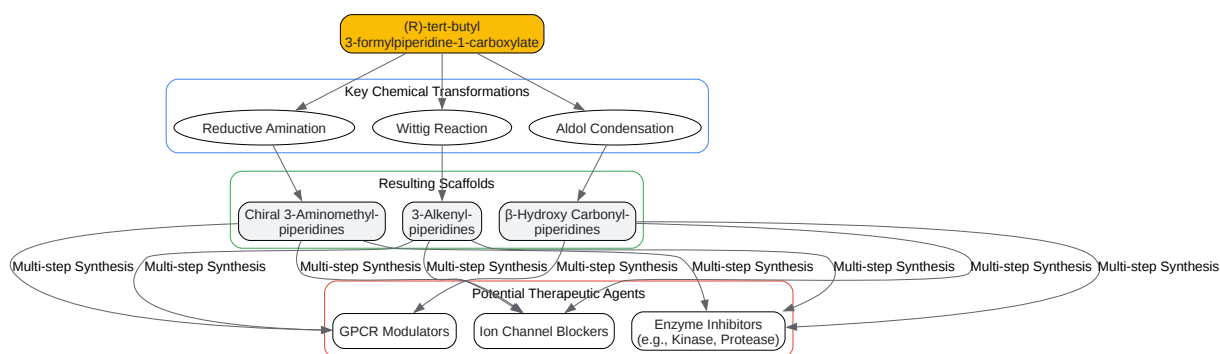 (R)-tert-butyl
3-formylpiperidine-1-carboxylate
Key Chemical Transformations
Reductive Amination
Wittig Reaction
Aldol Condensation
Resulting Scaffolds
Chiral 3-Aminomethyl-
piperidines
3-Alkenyl-
piperidines
β-Hydroxy Carbonyl-
piperidines
Multi-step Synthesis
Multi-step Synthesis
Multi-step Synthesis
Multi-step Synthesis
Multi-step Synthesis
Multi-step Synthesis
Multi-step Synthesis
Multi-step Synthesis
Multi-step Synthesis
Potential Therapeutic Agents
GPCR Modulators
Ion Channel Blockers
Enzyme Inhibitors
(e.g., Kinase, Protease)